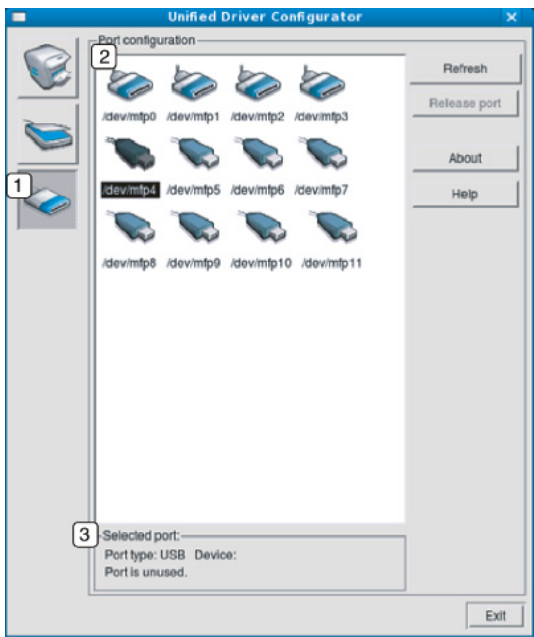 Unified Driver Configurator
Port configuration
2
/dev/mfp0 /dev/mfp1 /dev/mfp2 /dev/mfp3
1
/dev/mfp4 /dev/mfp5 /dev/mfp6 /dev/mfp7
/dev/mfp8 /dev/mfp9 /dev/mfp10 /dev/mfp11
Refresh
Release port
About
Help
3
Selected port:
Port type: USB Device:
Port is unused.
Exit